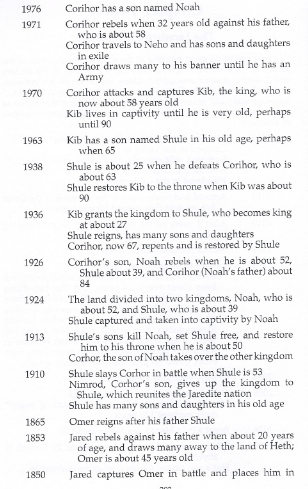 1976 Corihor has a son named Noah
1971 Corihor rebels when 32 years old against his father,
who is about 58
Corihor travels to Neho and has sons and daughters
in exile
Corihor draws many to his banner until he has an
Army
1970 Corihor attacks and captures Kib, the king, who is
now about 58 years old
Kib lives in captivity until he is very old, perhaps
until 90
1963 Kib has a son named Shule in his old age, perhaps
when 65
1938 Shule is about 25 when he defeats Corihor, who is
about 63
Shule restores Kib to the throne when Kib was about
90
1936 Kib grants the kingdom to Shule, who becomes king
at about 27
Shule reigns, has many sons and daughters
Corihor, now 67, repents and is restored by Shule
1926 Corihor's son, Noah rebels when he is about 52,
Shule about 39, and Corihor (Noah's father) about
84
1924 The land divided into two kingdoms, Noah, who is
about 52, and Shule, who is about 39
Shule captured and taken into captivity by Noah
1913 Shule's sons kill Noah, set Shule free, and restore
him to his throne when he is about 50
Corhor, the son of Noah takes over the other kingdom
1910 Shule slays Corhor in battle when Shule is 53
Nimrod, Corhor's son, gives up the kingdom to
Shule, which reunites the Jaredite nation
Shule has many sons and daughters in his old age
1865 Omer reigns after his father Shule
1853 Jared rebels against his father when about 20 years
of age, and draws many away to the land of Heth;
Omer is about 45 years old
1850 Jared captures Omer in battle and places him in